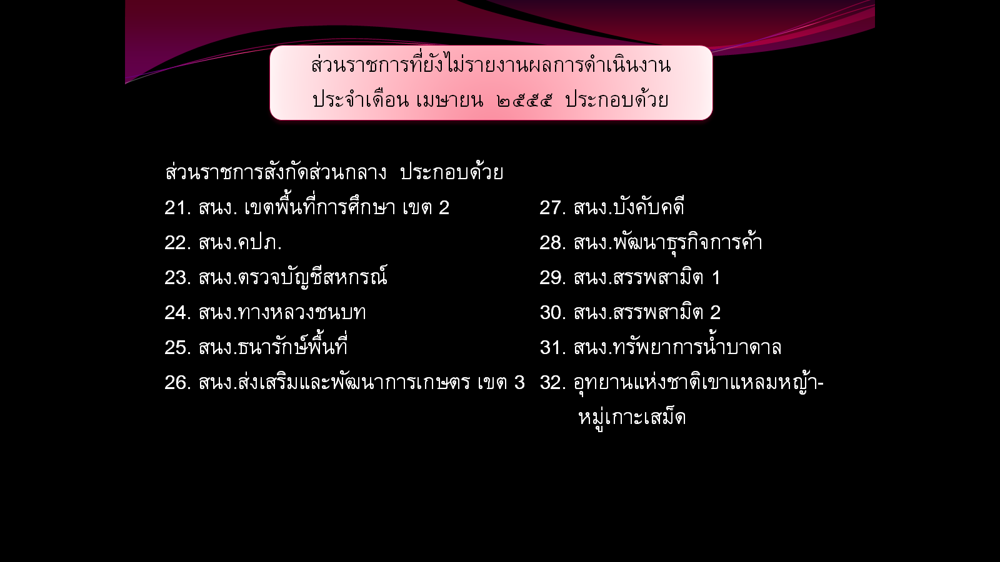 ส่วนราชการที่ยังไม่รายงานผลการดำเนินงาน
ประจำเดือน เมษายน ๒๕๕๕ ประกอบด้วย
ส่วนราชการสังกัดส่วนกลาง ประกอบด้วย
21. สนง. เขตพื้นที่การศึกษา เขต 2
22. สนง.คปภ.
23. สนง.ตรวจบัญชีสหกรณ์
24. สนง.ทางหลวงชนบท
25. สนง.ธนารักษ์พื้นที่
26. สนง.ส่งเสริมและพัฒนาการเกษตร เขต 3
27. สนง.บังคับคดี
28. สนง.พัฒนาธุรกิจการค้า
29. สนง.สรรพสามิต 1
30. สนง.สรรพสามิต 2
31. สนง.ทรัพยาการน้ำบาดาล
32. อุทยานแห่งชาติเขาแหลมหญ้า-
หมู่เกาะเสม็ด